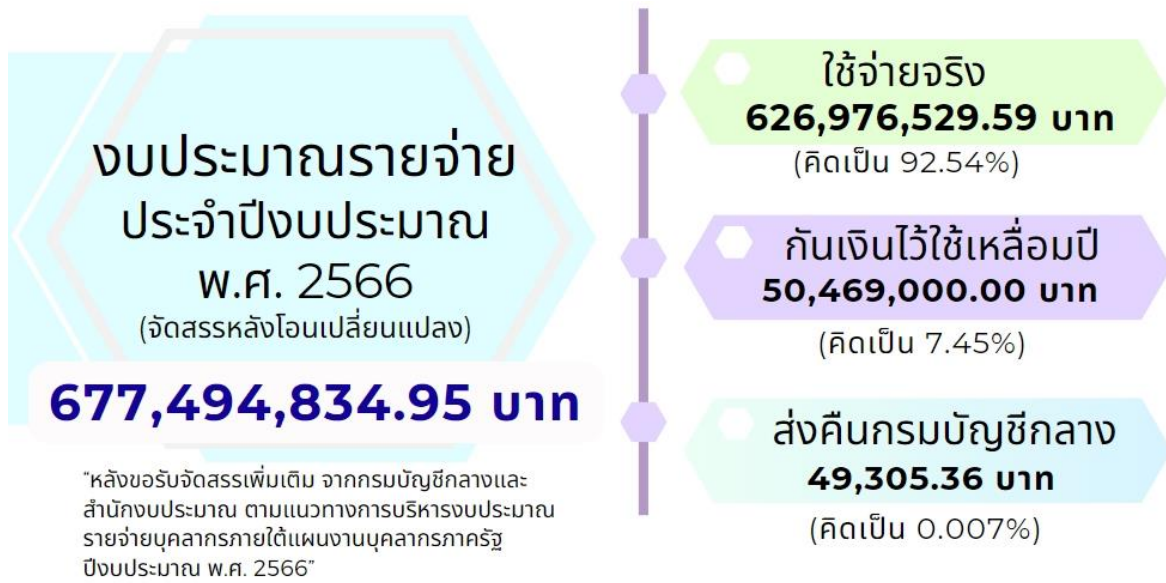 งบประมาณรายจ่าย
ประจำปีงบประมาณ
พ.ศ. 2566
(จัดสรรหลังโอนเปลี่ยนแปลง)
677,494,834.95 บาท
"หลังขอรับจัดสรรเพิ่มเติม จากกรมบัญชีกลางและ
สำนักงบประมาณ ตามแนวทางการบริหารงบประมาณ
รายจ่ายบุคลากรภายใต้แผนงานบุคลากรภาครัฐ
ปีงบประมาณ พ.ศ. 2566"
ใช้จ่ายจริง
626,976,529.59 บาท
(คิดเป็น 92.54%)
กันเงินไว้ใช้เหลื่อมปี
50,469,000.00 บาท
(คิดเป็น 7.45%)
ส่งคืนกรมบัญชีกลาง
49,305.36 บาท
(คิดเป็น 0.007%)